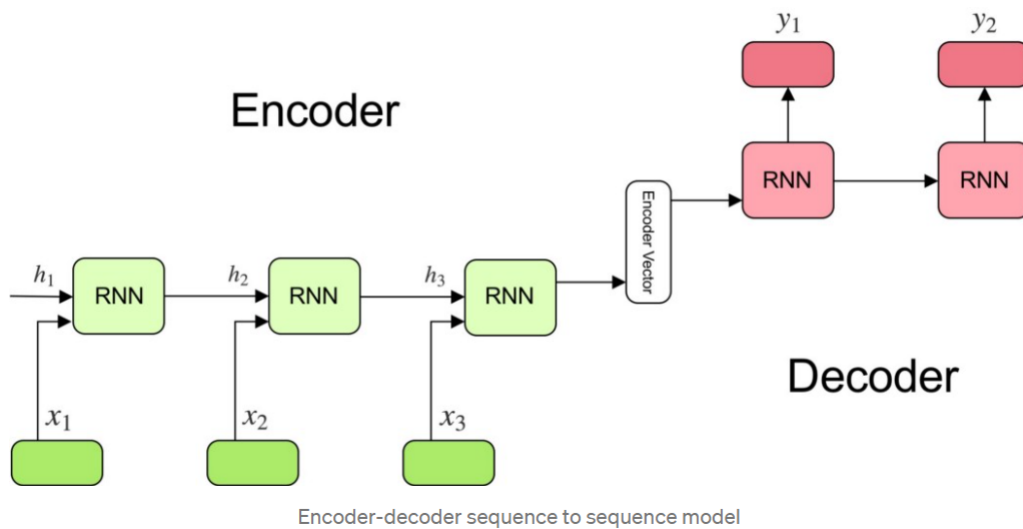 y₁
y₂
Encoder
RNN
RNN
Encoder Vector
h₁
RNN
h₂
RNN
h₃
RNN
Decoder
x₁
x₂
x₃
Encoder-decoder sequence to sequence model